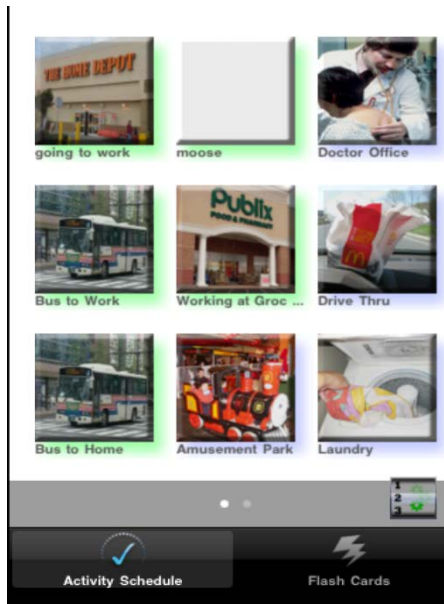 THE HOME DEPOT
going to work
moose
Doctor Office
Publix
FOOD & PHARMACY
Bus to Work
Working at Groc ...
Drive Thru
Bus to Home
Amusement Park
Laundry
1
2
3
Activity Schedule
Flash Cards